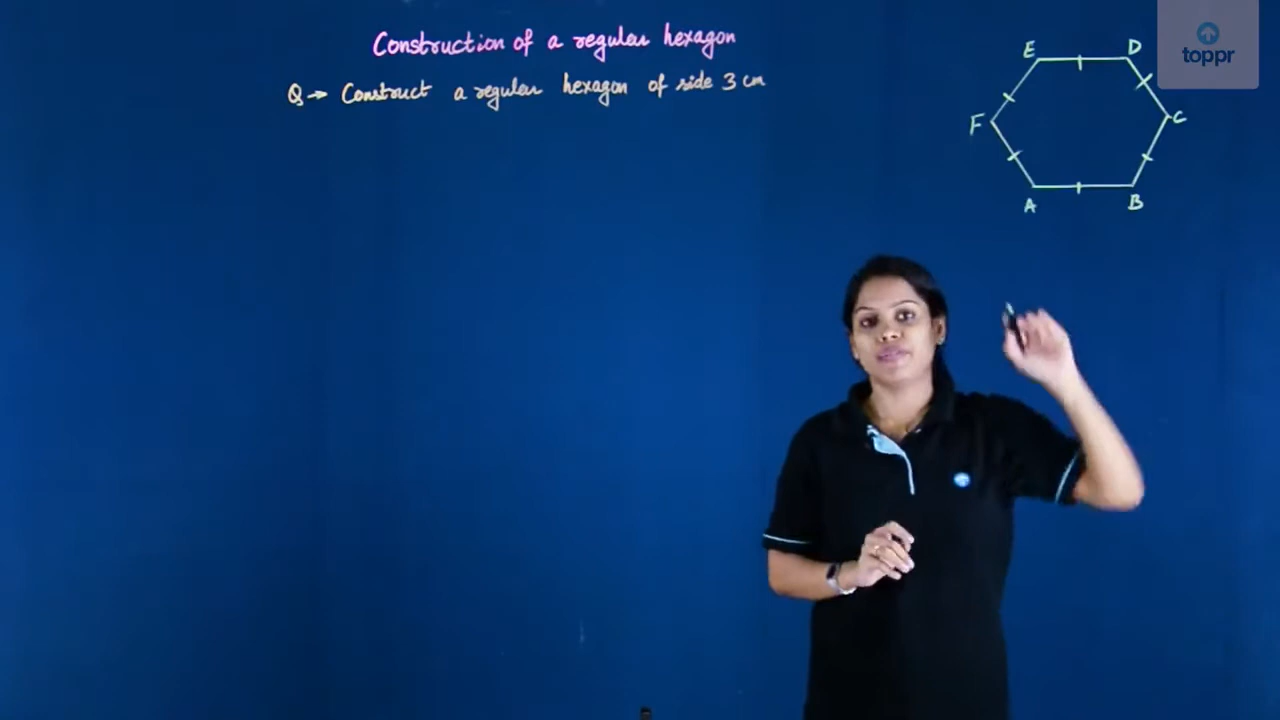 Construction of a regular hexagon
Q → Construct a regular hexagon of side 3 cm
toppr
E
D
F
C
A
B